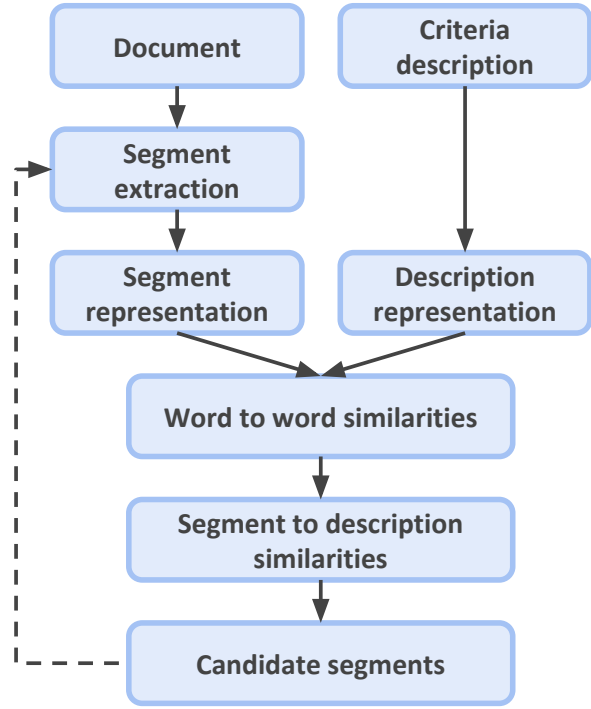 Document
Criteria
description
Segment
extraction
Segment
representation
Description
representation
Word to word similarities
Segment to description
similarities
Candidate segments